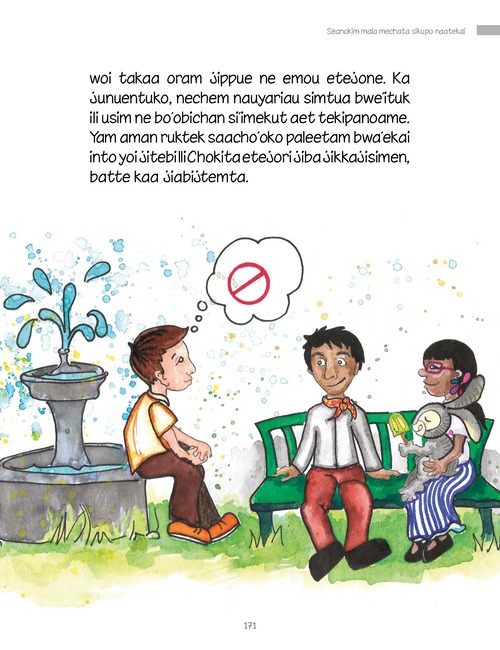 Seanokim mala mechata sikupo naatekai
woi takaa oram jippue ne emou etejone. Ka
junuentuko, nechem nauyariau simtua bwe'ituk
ili usim ne bo'obichan si'imekut aet tekipanoame.
Yam aman ruktek saacho'oko paleetam bwa'ekai
into yoi jitebilli Chokita etejori jiba jikkajisimen,
batte kaa jiabijtemta.
171